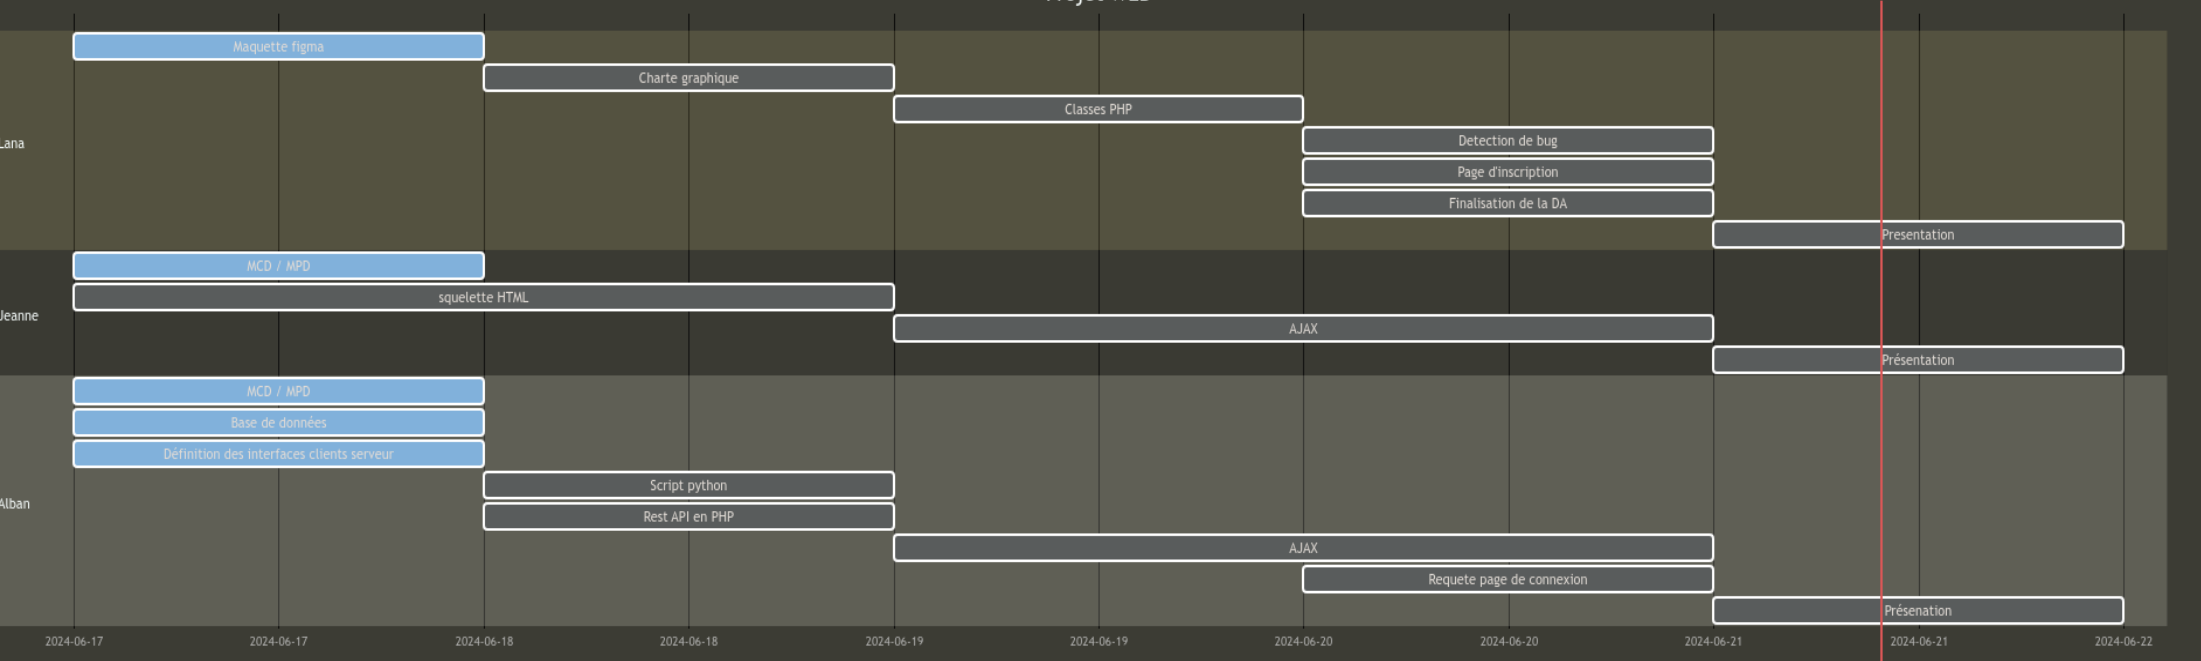 Maquette figma
Charte graphique
Classes PHP
Detection de bug
Lana
Page d'inscription
Finalisation de la DA
Presentation
MCD / MPD
squelette HTML
Jeanne
AJAX
Présentation
MCD / MPD
Base de données
Définition des interfaces clients serveur
Script python
Alban
Rest API en PHP
AJAX
Requete page de connexion
Présenation
2024-06-17 2024-06-17 2024-06-18 2024-06-18 2024-06-19 2024-06-19 2024-06-20 2024-06-20 2024-06-21 2024-06-21 2024-06-22